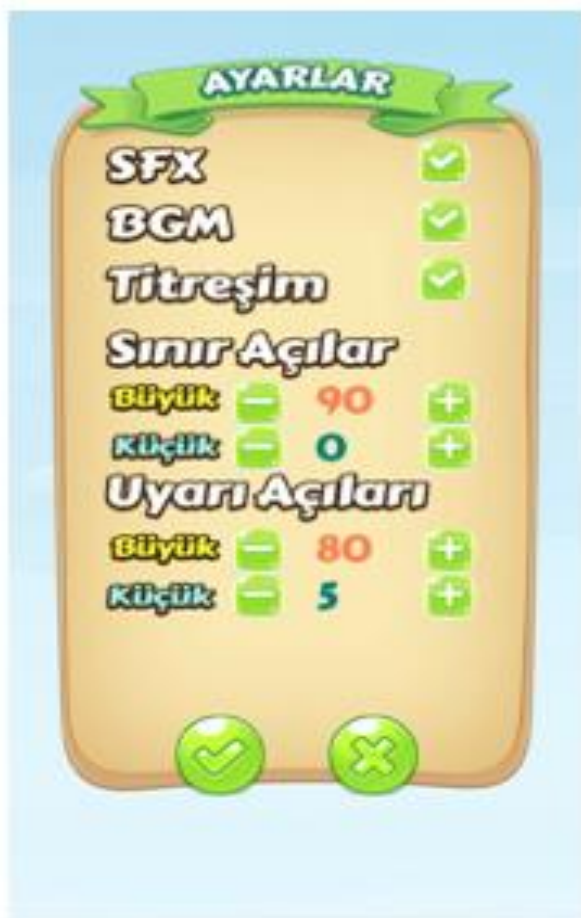 AYARLAR
SFX
BGM
Titreşim
Sınır Açılar
Büyük 90
Küçük 0
Uyarı Açıları
Büyük 80
Küçük 5